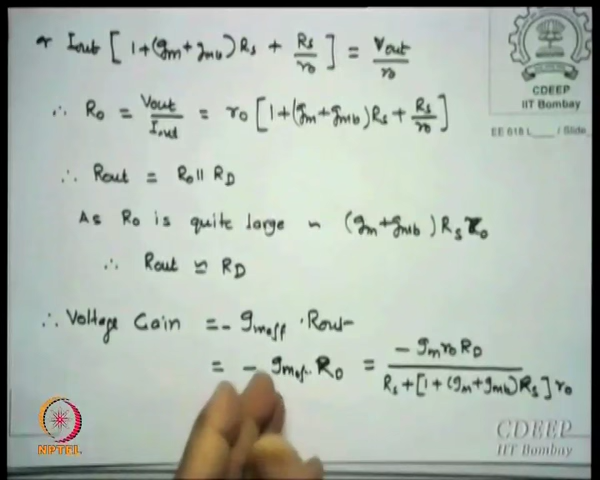 or Iout [ 1+(gm+gmb)Rs + Rs/ro ] = Vout/ro
CDEEP
IIT Bombay
EE 618 L___ / Slide
∴ Ro = Vout/Iout = ro [ 1+(gm+gmb)Rs + Rs/ro ]
∴ Rout = Ro || RD
As Ro is quite large ~ (gm+gmb) Rs ro
∴ Rout ≃ RD
∴ Voltage Gain = - gmeff · Rout
= - gmeff · RD = - gm ro RD / Rs+[1+(gm+gmb)Rs] ro
NPTEL
CDEEP
IIT Bombay